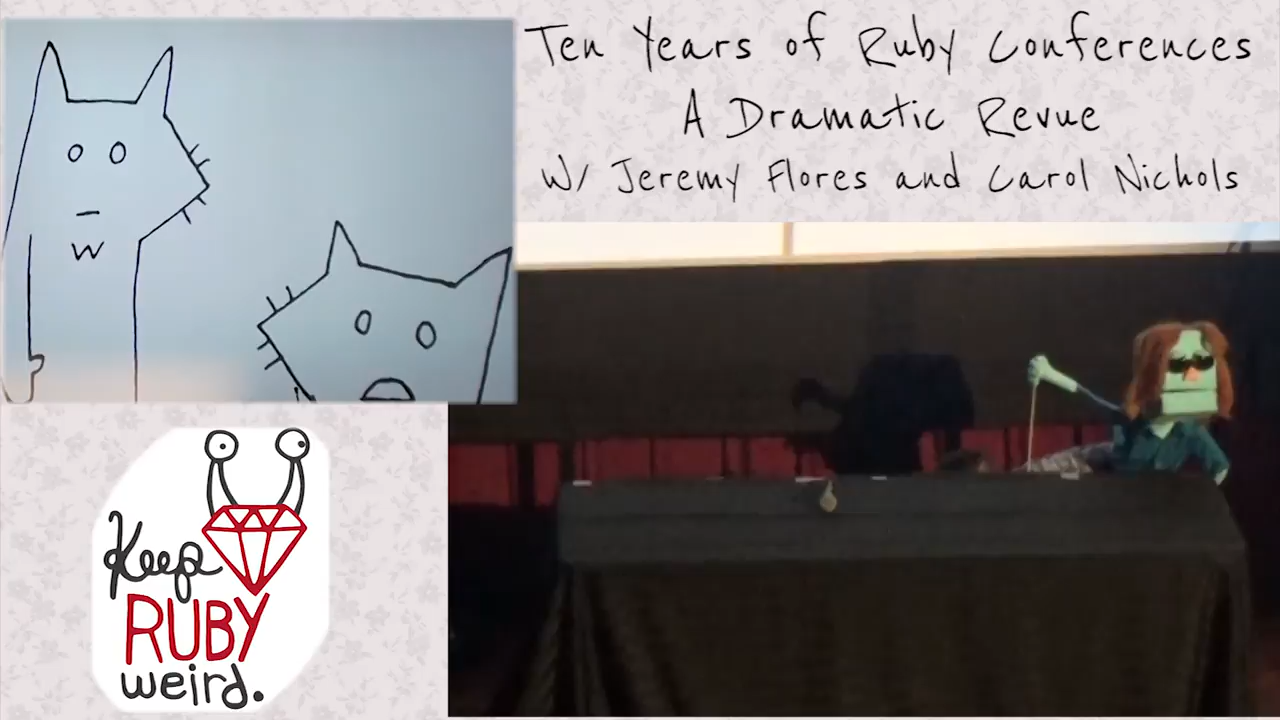 Ten Years of Ruby Conferences
A Dramatic Revue
W/ Jeremy Flores and Carol Nichols
Keep
RUBY
weird.